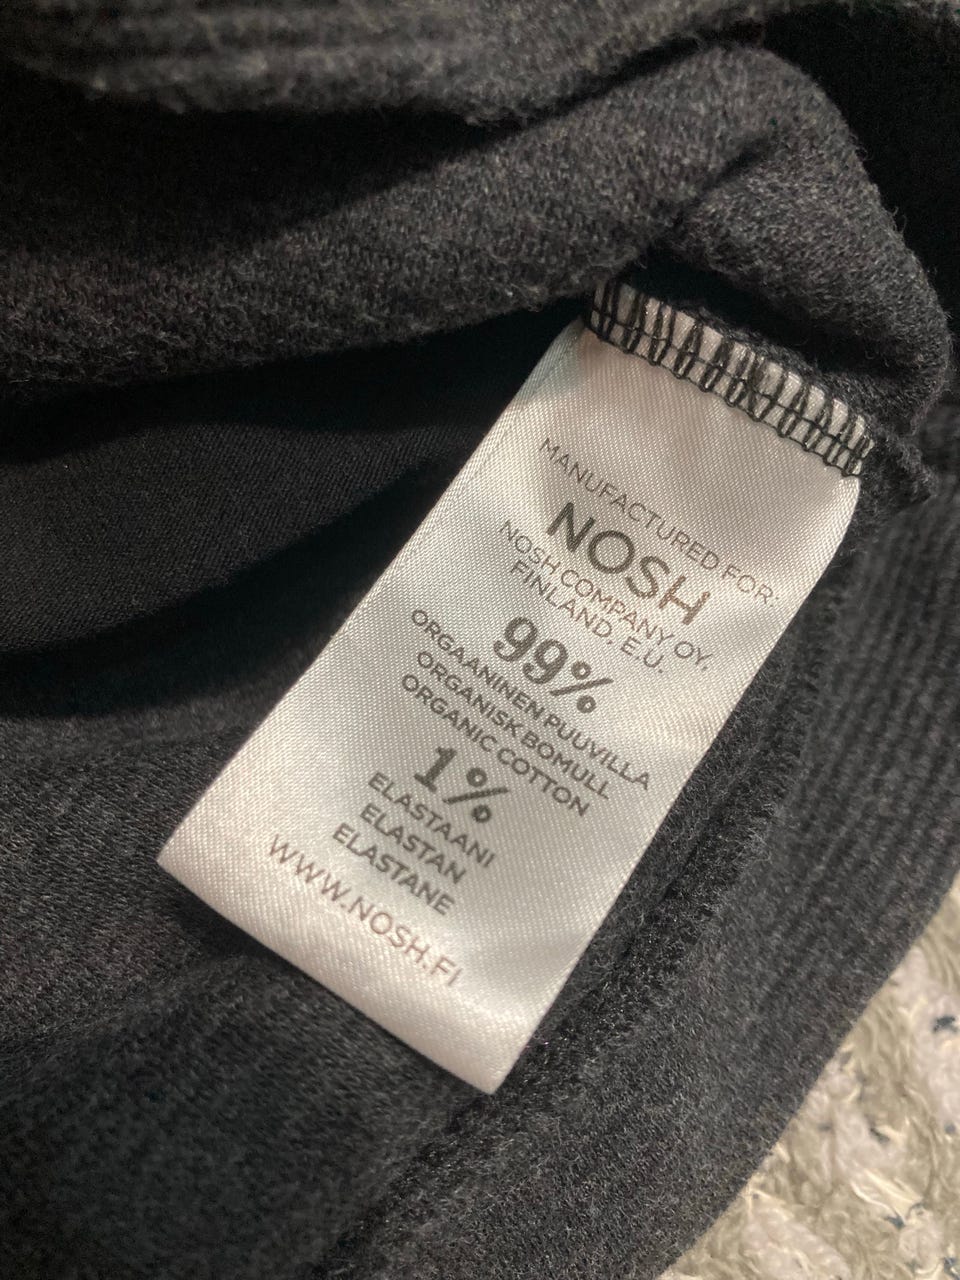 MANUFACTURED FOR:
NOSH
NOSH COMPANY OY.
FINLAND. E.U.
99%
ORGAANINEN PUUVILLA
ORGANISK BOMULL
ORGANIC COTTON
1%
ELASTAANI
ELASTAN
ELASTANE
WWW.NOSH.FI